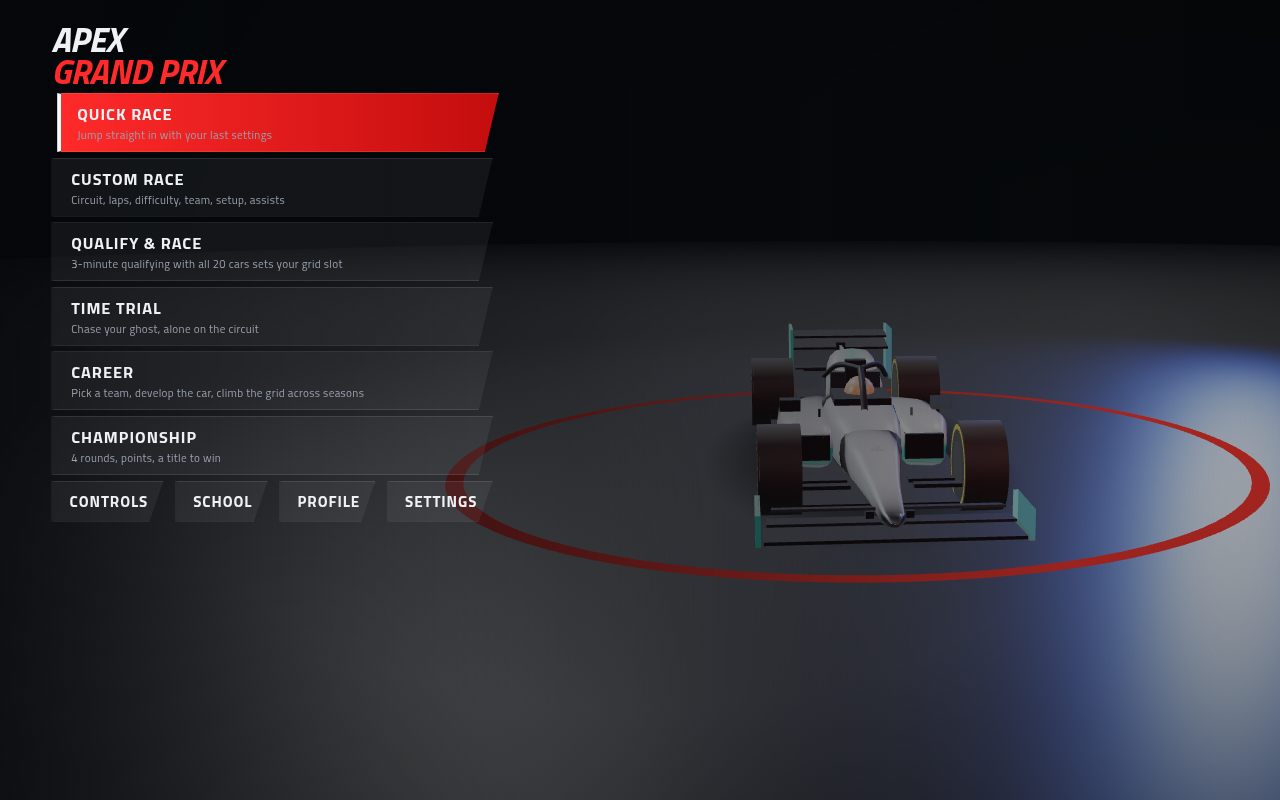 APEX
GRAND PRIX
QUICK RACE
Jump straight in with your last settings
CUSTOM RACE
Circuit, laps, difficulty, team, setup, assists
QUALIFY & RACE
3-minute qualifying with all 20 cars sets your grid slot
TIME TRIAL
Chase your ghost, alone on the circuit
CAREER
Pick a team, develop the car, climb the grid across seasons
CHAMPIONSHIP
4 rounds, points, a title to win
CONTROLS SCHOOL PROFILE SETTINGS